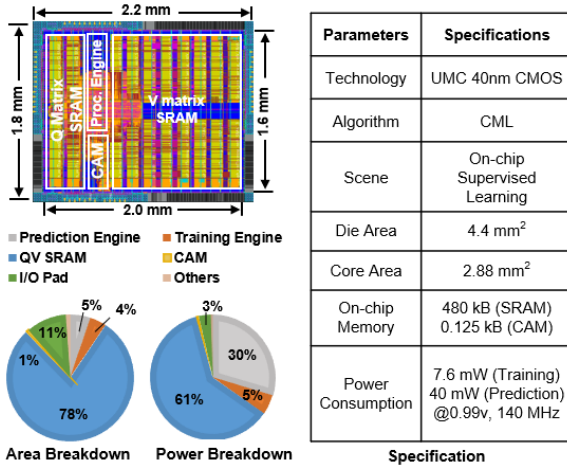 2.2 mm
1.8 mm
Q Matrix
SRAM
Proc. Engine
CAM
V matrix
SRAM
1.6 mm
2.0 mm
Prediction Engine
Training Engine
QV SRAM
CAM
I/O Pad
Others
5%
4%
11%
1%
78%
Area Breakdown
3%
30%
5%
61%
Power Breakdown
Parameters Specifications
Technology UMC 40nm CMOS
Algorithm CML
Scene On-chip
Supervised
Learning
Die Area 4.4 mm²
Core Area 2.88 mm²
On-chip
Memory
480 kB (SRAM)
0.125 kB (CAM)
Power
Consumption
7.6 mW (Training)
40 mW (Prediction)
@0.99v, 140 MHz
Specification